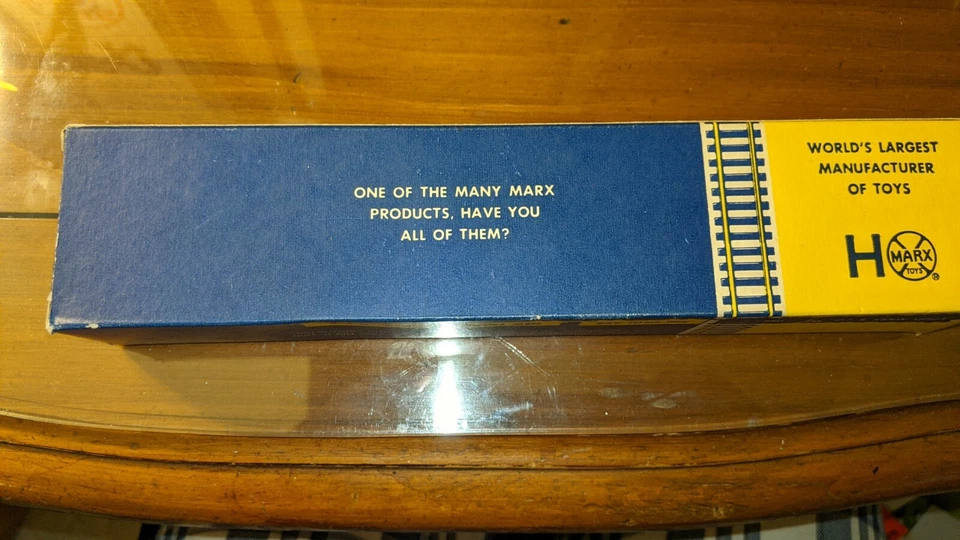 ONE OF THE MANY MARX
PRODUCTS, HAVE YOU
ALL OF THEM?
WORLD'S LARGEST
MANUFACTURER
OF TOYS
H
MARX
TOYS
®